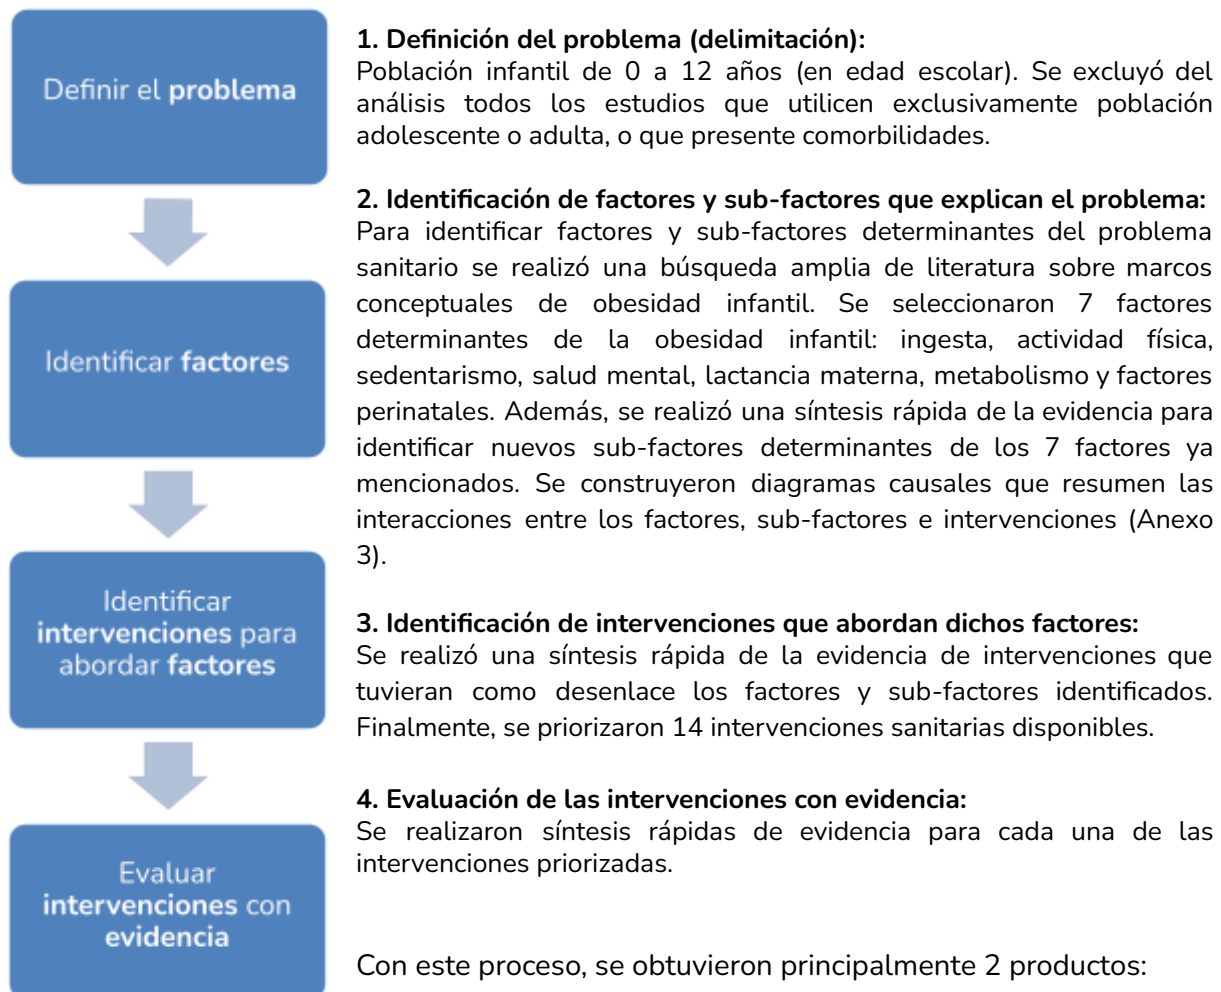 Definir el problema
Identificar factores
Identificar
intervenciones para
abordar factores
Evaluar
intervenciones con
evidencia
1. Definición del problema (delimitación):
Población infantil de 0 a 12 años (en edad escolar). Se excluyó del
análisis todos los estudios que utilicen exclusivamente población
adolescente o adulta, o que presente comorbilidades.
2. Identificación de factores y sub-factores que explican el problema:
Para identificar factores y sub-factores determinantes del problema
sanitario se realizó una búsqueda amplia de literatura sobre marcos
conceptuales de obesidad infantil. Se seleccionaron 7 factores
determinantes de la obesidad infantil: ingesta, actividad física,
sedentarismo, salud mental, lactancia materna, metabolismo y factores
perinatales. Además, se realizó una síntesis rápida de la evidencia para
identificar nuevos sub-factores determinantes de los 7 factores ya
mencionados. Se construyeron diagramas causales que resumen las
interacciones entre los factores, sub-factores e intervenciones (Anexo
3).
3. Identificación de intervenciones que abordan dichos factores:
Se realizó una síntesis rápida de la evidencia de intervenciones que
tuvieran como desenlace los factores y sub-factores identificados.
Finalmente, se priorizaron 14 intervenciones sanitarias disponibles.
4. Evaluación de las intervenciones con evidencia:
Se realizaron síntesis rápidas de evidencia para cada una de las
intervenciones priorizadas.
Con este proceso, se obtuvieron principalmente 2 productos: